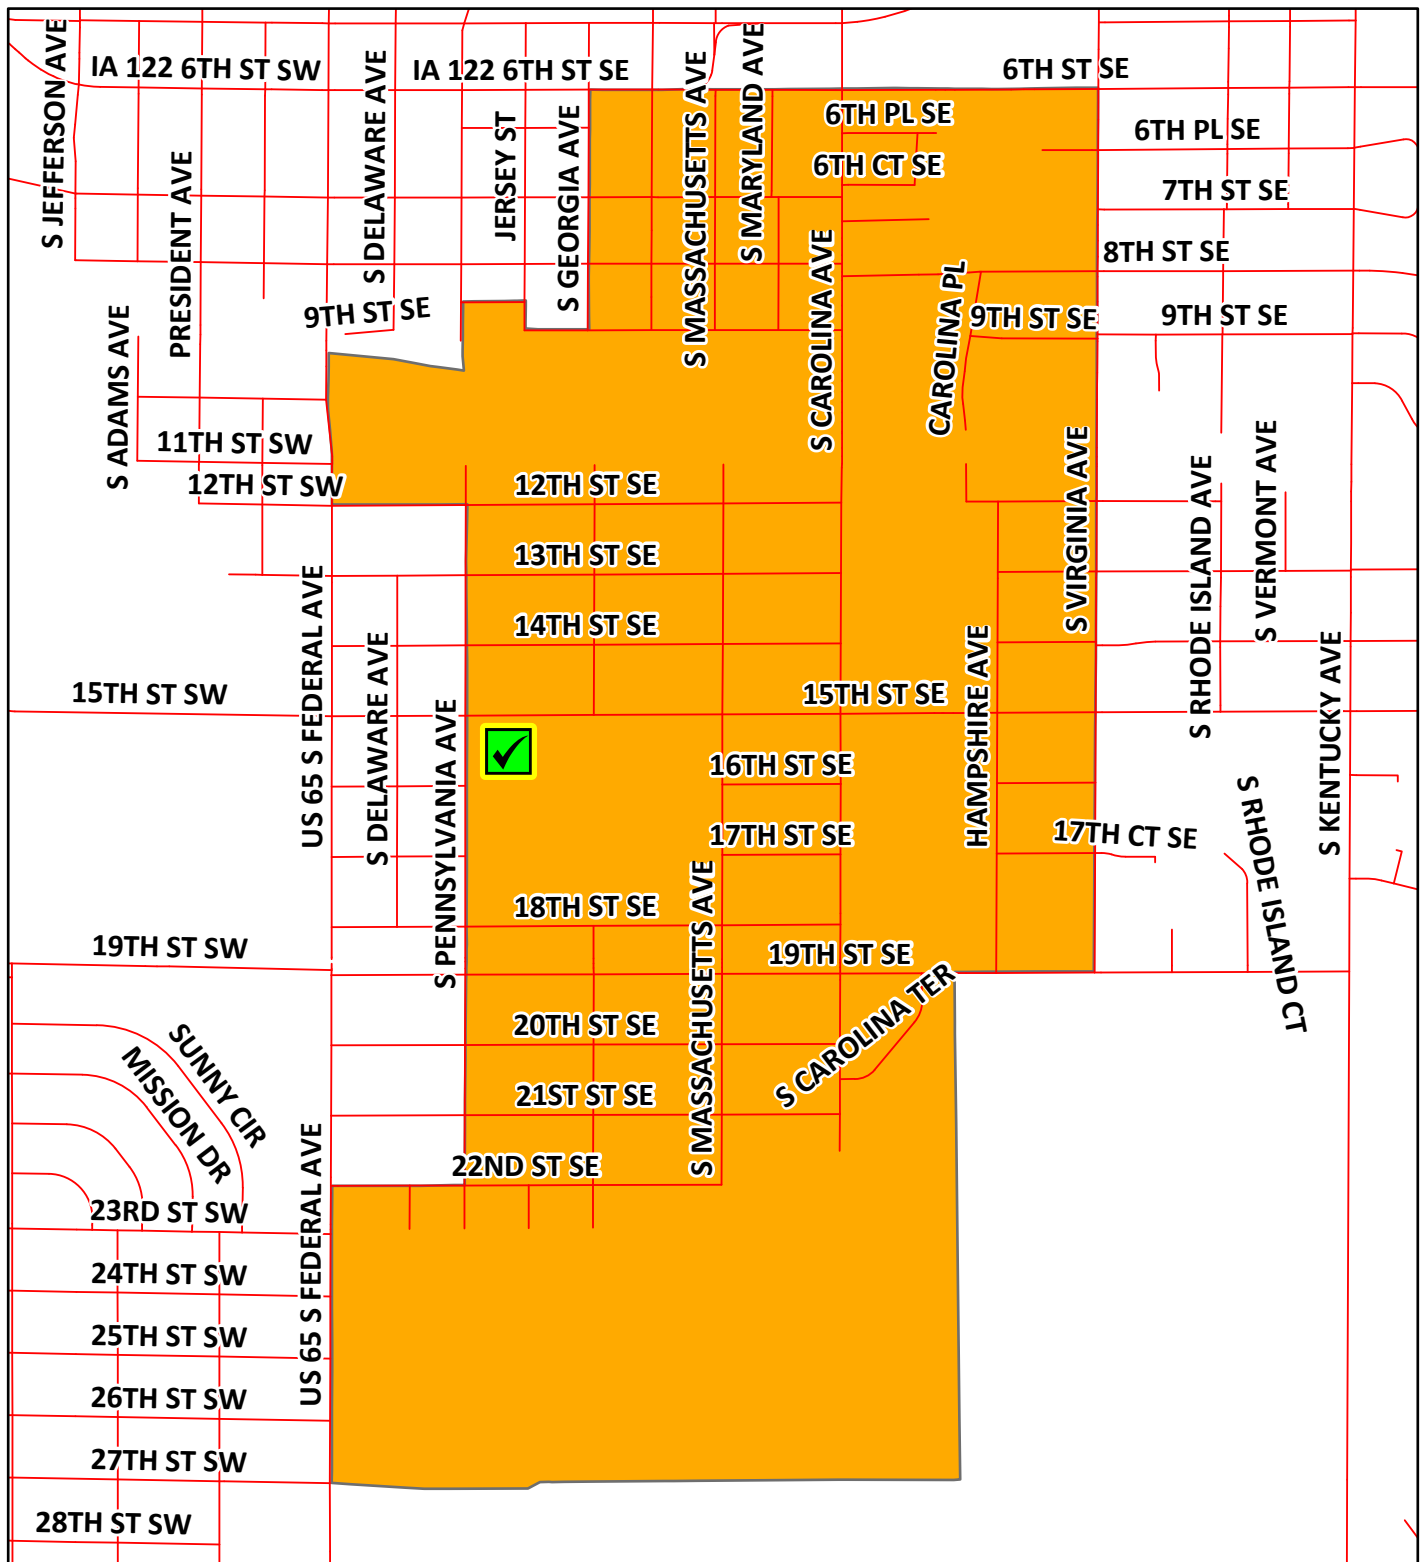 S JEFFERSON AVE
IA 122 6TH ST SW
S DELAWARE AVE
IA 122 6TH ST SE
S MASSACHUSETTS AVE
S MARYLAND AVE
6TH ST SE
PRESIDENT AVE
JERSEY ST
S GEORGIA AVE
6TH PL SE
6TH PL SE
6TH CT SE
7TH ST SE
S CAROLINA AVE
CAROLINA PL
8TH ST SE
S ADAMS AVE
9TH ST SE
9TH ST SE
9TH ST SE
11TH ST SW
12TH ST SW
12TH ST SE
S VIRGINIA AVE
S RHODE ISLAND AVE
S VERMONT AVE
13TH ST SE
US 65 S FEDERAL AVE
S DELAWARE AVE
14TH ST SE
HAMPSHIRE AVE
S KENTUCKY AVE
15TH ST SW
S PENNSYLVANIA AVE
15TH ST SE
16TH ST SE
17TH ST SE
17TH CT SE
S RHODE ISLAND CT
18TH ST SE
S MASSACHUSETTS AVE
19TH ST SW
19TH ST SE
20TH ST SE
S CAROLINA TER
SUNNY CIR
MISSION DR
21ST ST SE
22ND ST SE
US 65 S FEDERAL AVE
23RD ST SW
24TH ST SW
25TH ST SW
26TH ST SW
27TH ST SW
28TH ST SW